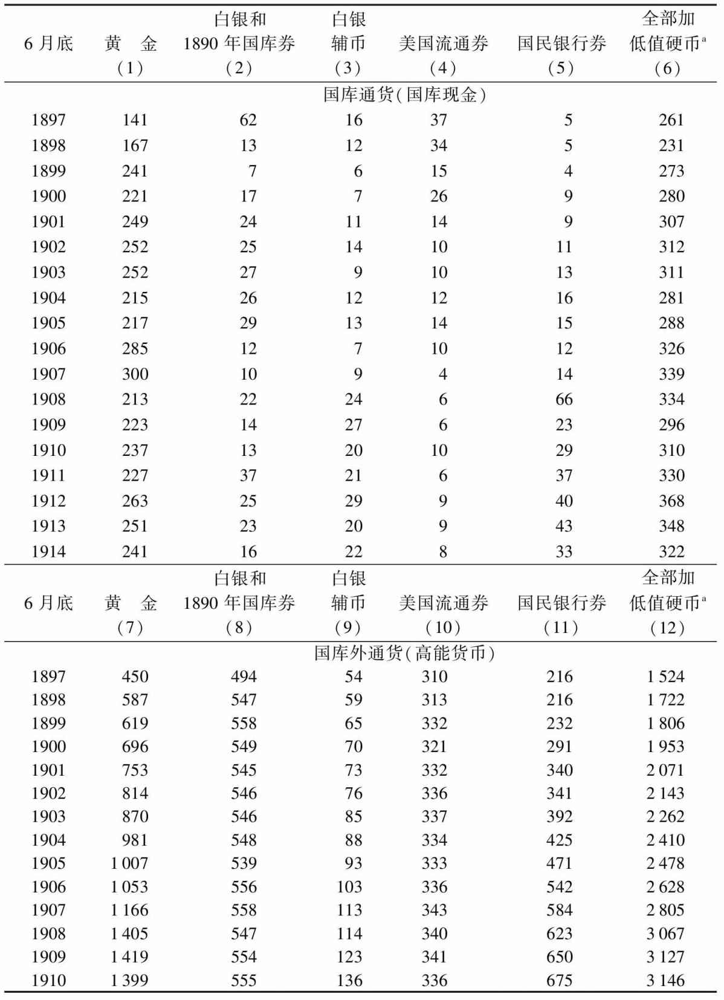 白银和 白银 全部加
6月底 黄 金 1890年国库券 辅币 美国流通券 国民银行券 低值硬币a
(1) (2) (3) (4) (5) (6)
国库通货(国库现金)
1897 141 62 16 37 5 261
1898 167 13 12 34 5 231
1899 241 7 6 15 4 273
1900 221 17 7 26 9 280
1901 249 24 11 14 9 307
1902 252 25 14 10 11 312
1903 252 27 9 10 13 311
1904 215 26 12 12 16 281
1905 217 29 13 14 15 288
1906 285 12 7 10 12 326
1907 300 10 9 4 14 339
1908 213 22 24 6 66 334
1909 223 14 27 6 23 296
1910 237 13 20 10 29 310
1911 227 37 21 6 37 330
1912 263 25 29 9 40 368
1913 251 23 20 9 43 348
1914 241 16 22 8 33 322
白银和 白银 全部加
6月底 黄 金 1890年国库券 辅币 美国流通券 国民银行券 低值硬币a
(7) (8) (9) (10) (11) (12)
国库外通货(高能货币)
1897 450 494 54 310 216 1 524
1898 587 547 59 313 216 1 722
1899 619 558 65 332 232 1 806
1900 696 549 70 321 291 1 953
1901 753 545 73 332 340 2 071
1902 814 546 76 336 341 2 143
1903 870 546 85 337 392 2 262
1904 981 548 88 334 425 2 410
1905 1 007 539 93 333 471 2 478
1906 1 053 556 103 336 542 2 628
1907 1 166 558 113 343 584 2 805
1908 1 405 547 114 340 623 3 067
1909 1 419 554 123 341 650 3 127
1910 1 399 555 136 336 675 3 146